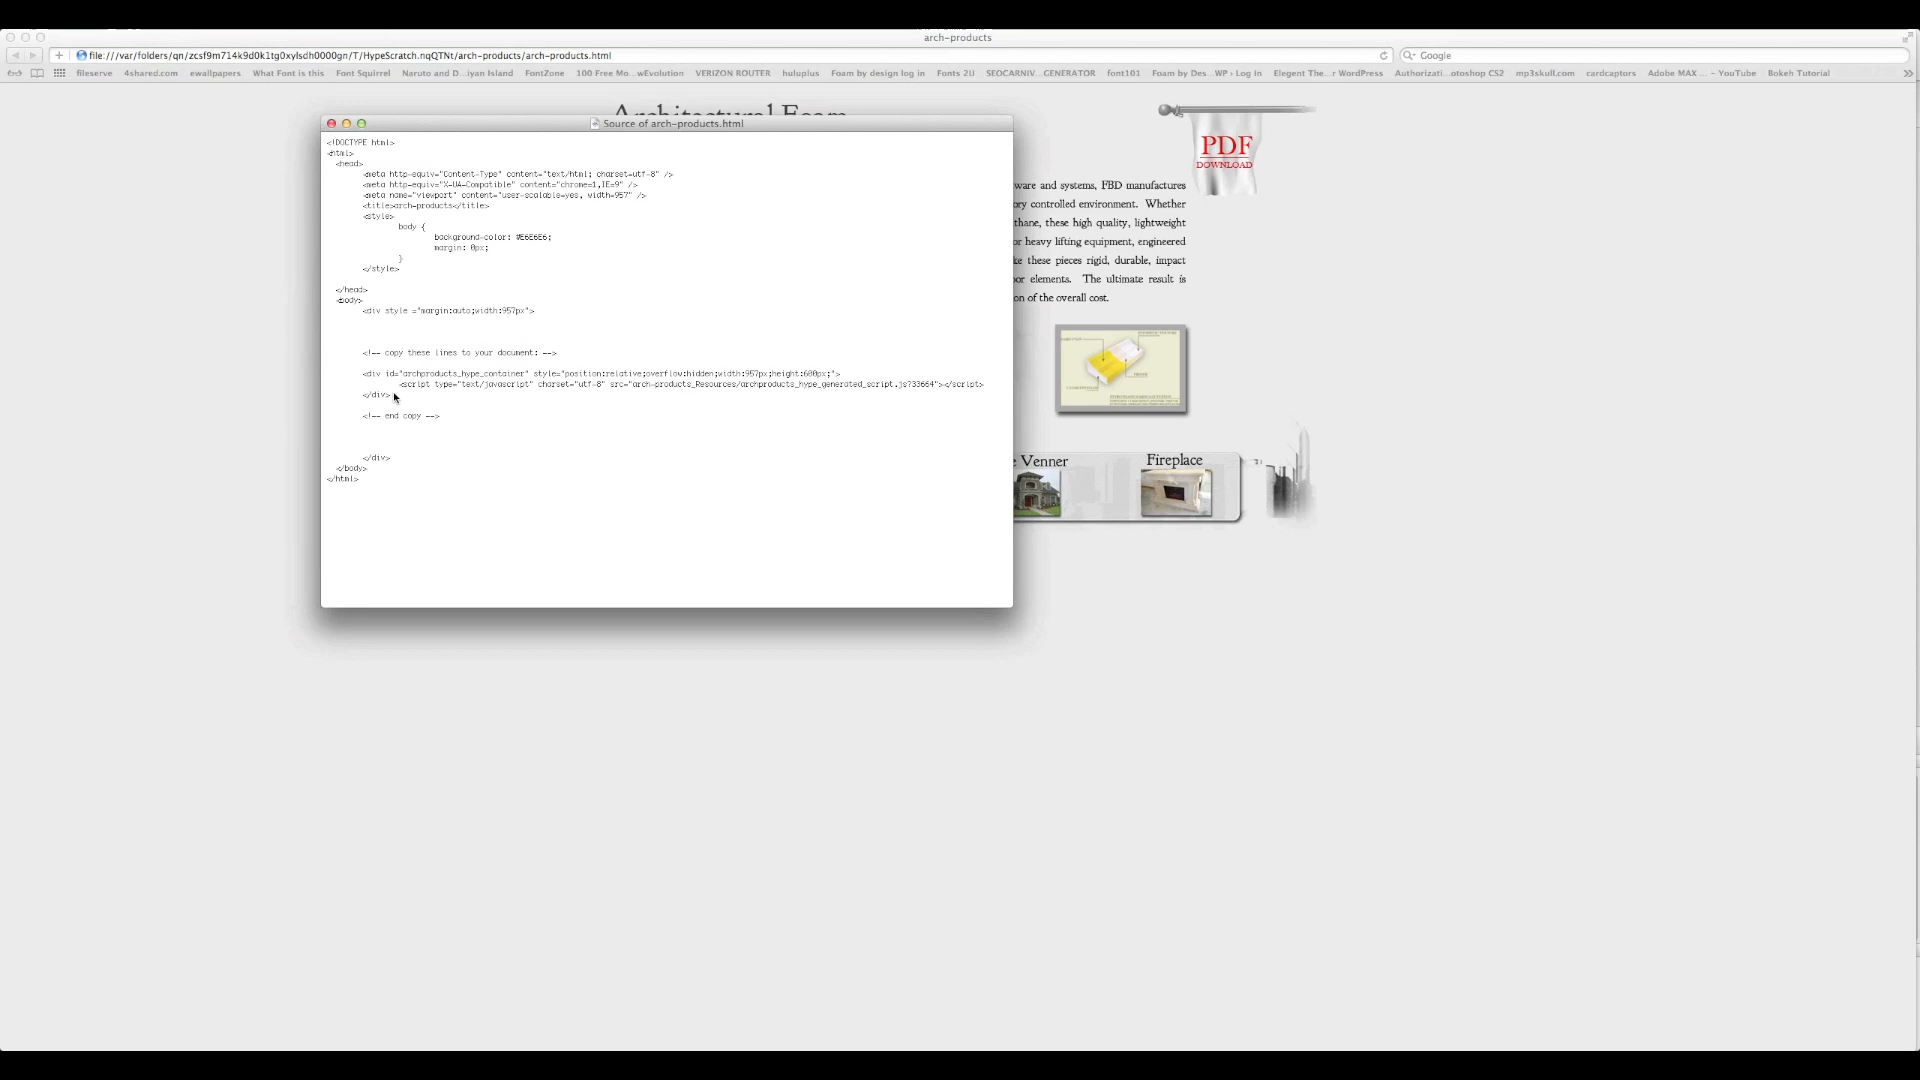 arch-products
file:///var/folders/qn/zcsf9m714k9d0k1tg0xylsdh0000gn/T/HypeScratch.nqQTNt/arch-products/arch-products.html
Google
fileserve 4shared.com ewallpapers What Font is this Font Squirrel Naruto and D...iyan Island FontZone 100 Free Mo...wEvolution VERIZON ROUTER huluplus Foam by design log in Fonts 2U SEOCARNIV...GENERATOR font101 Foam by Des...WP › Log In Elegent The...r WordPress Authorizati...otoshop CS2 mp3skull.com cardcaptors Adobe MAX ... - YouTube Bokeh Tutorial
Architectural Foam
Source of arch-products.html
<!DOCTYPE html>
<html>
<head>
<meta http-equiv="Content-Type" content="text/html; charset=utf-8" />
<meta http-equiv="X-UA-Compatible" content="chrome=1,IE=9" />
<meta name="viewport" content="user-scalable=yes, width=957" />
<title>arch-products</title>
<style>
body {
background-color: #E6E6E6;
margin: 0px;
}
</style>
</head>
<body>
<div style ="margin:auto;width:957px">
<!-- copy these lines to your document: -->
<div id="archproducts_hype_container" style="position:relative;overflow:hidden;width:957px;height:600px;">
<script type="text/javascript" charset="utf-8" src="arch-products_Resources/archproducts_hype_generated_script.js?33664"></script>
</div>
<!-- end copy -->
</div>
</body>
</html>
PDF
DOWNLOAD
ware and systems, FBD manufactures
ory controlled environment. Whether
thane, these high quality, lightweight
or heavy lifting equipment, engineered
ke these pieces rigid, durable, impact
oor elements. The ultimate result is
on of the overall cost.
e Venner
Fireplace